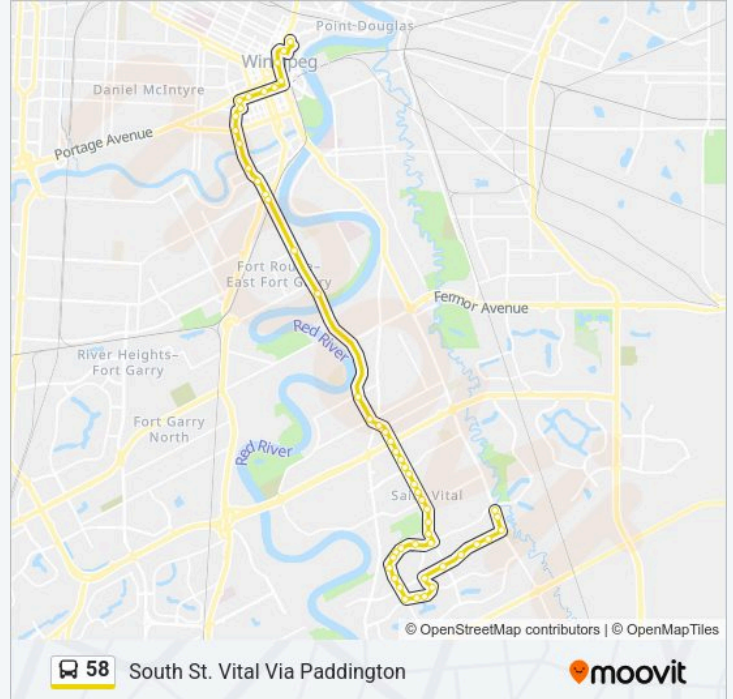 Point-Douglas
Winnipeg
Daniel McIntyre
Portage Avenue
Fort Rouge–
East Fort Garry
Fermor Avenue
Red River
River Heights–
Fort Garry
Fort Garry
North
Red River
Saint Vital
© OpenStreetMap contributors | © OpenMapTiles
58 South St. Vital Via Paddington
moovit